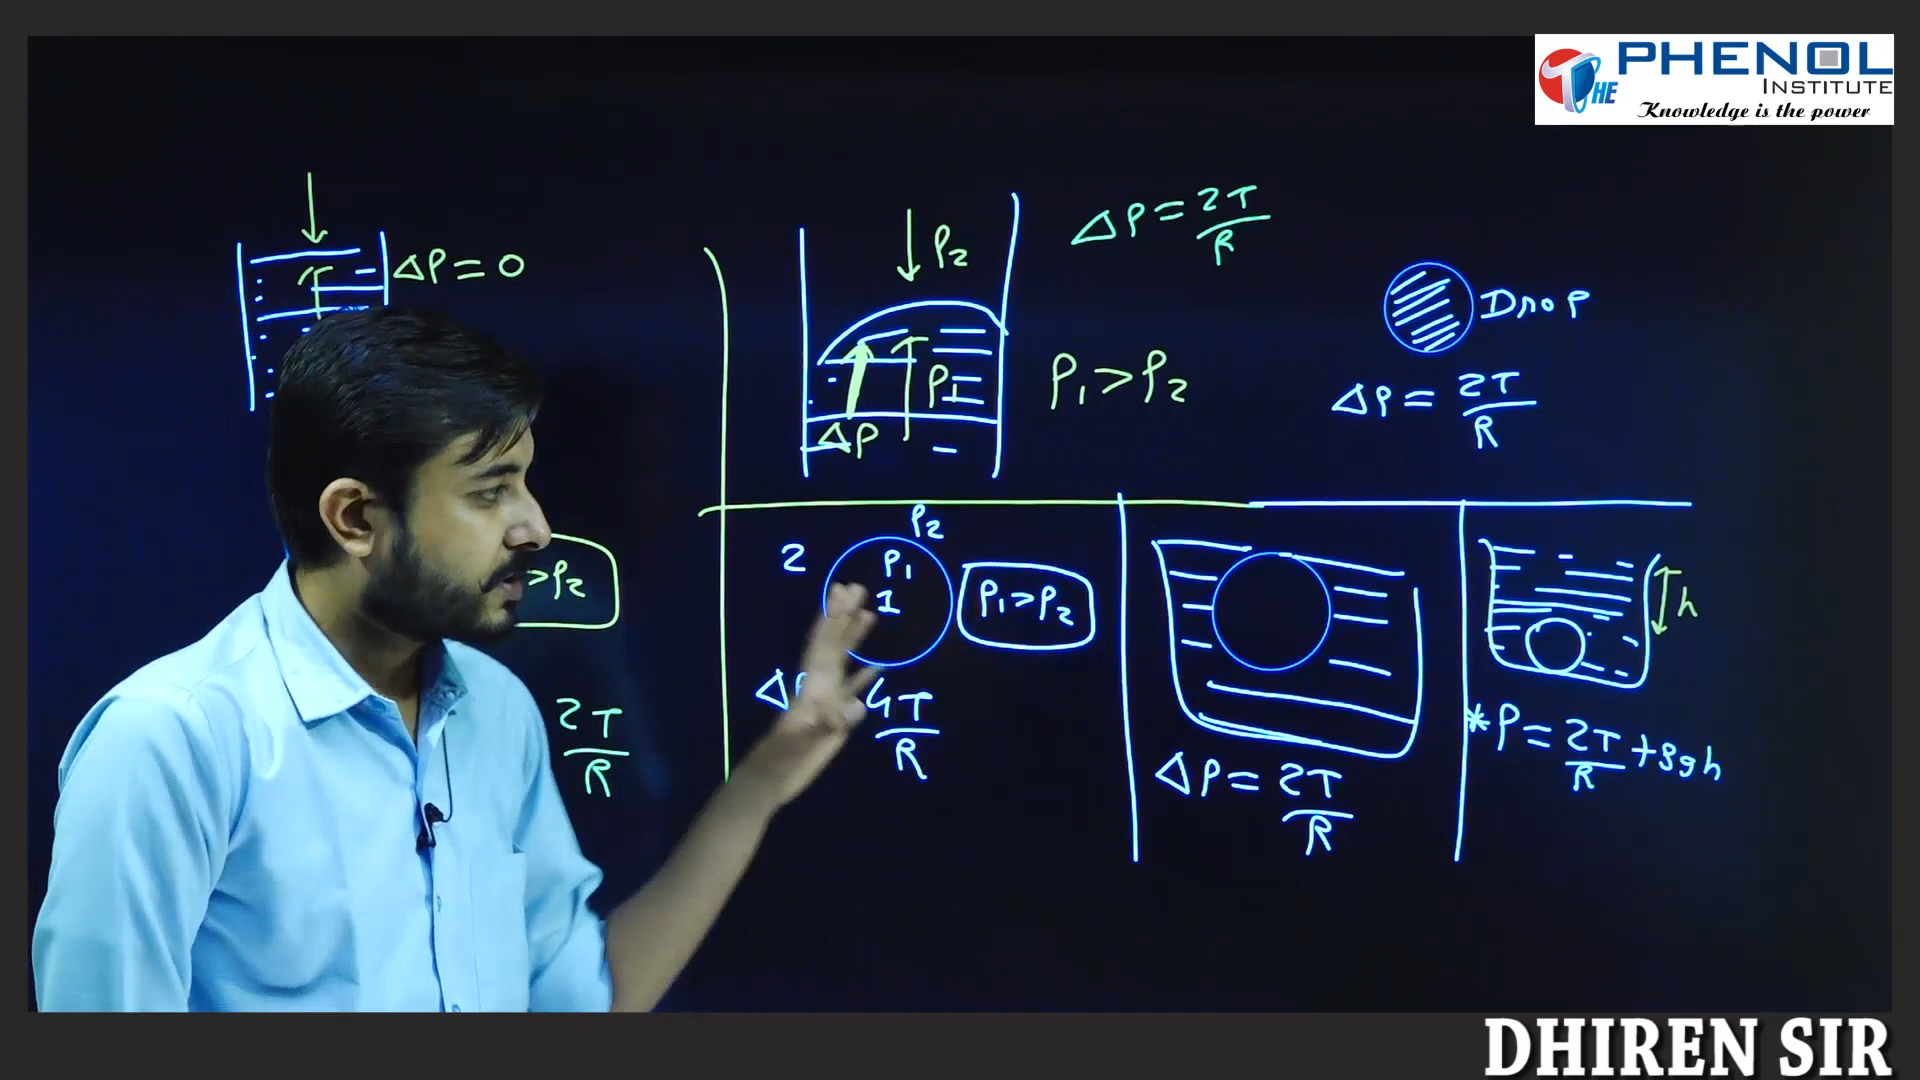 THE PHENOL
INSTITUTE
Knowledge is the power
ΔP = 0
P2
P1
ΔP
ΔP = 2T/R
P1 > P2
Drop
ΔP = 2T/R
> P2
2T/R
2
P2
P1
1
P1 > P2
4T/R
ΔP = 2T/R
h
*P = 2T/R + ρgh
DHIREN SIR